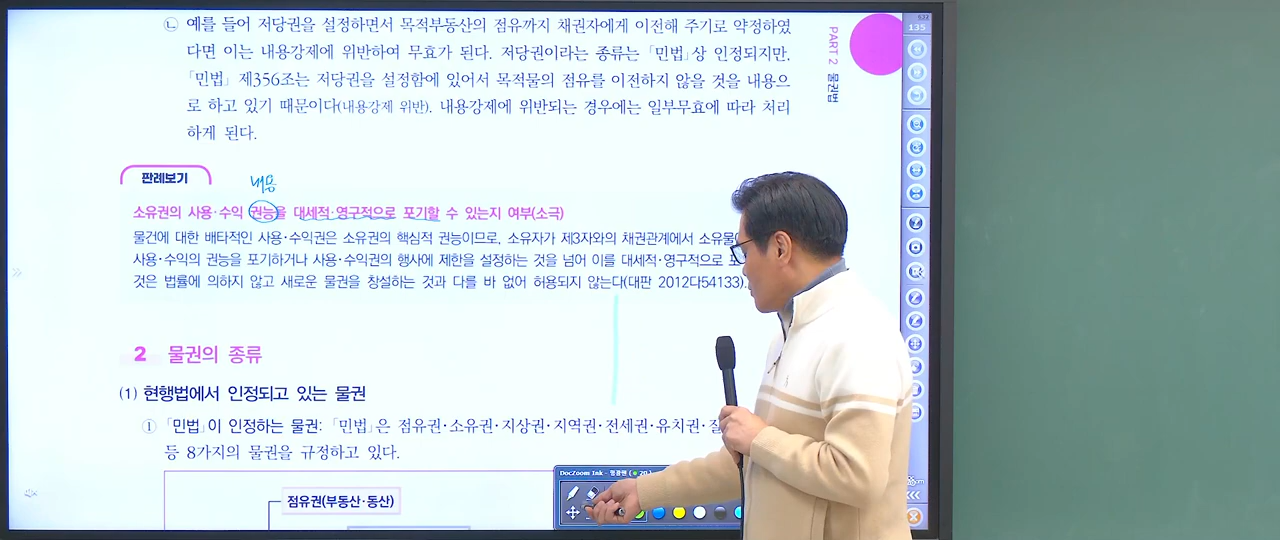 ㉡ 예를 들어 저당권을 설정하면서 목적부동산의 점유까지 채권자에게 이전해 주기로 약정하였
다면 이는 내용강제에 위반하여 무효가 된다. 저당권이라는 종류는 「민법」상 인정되지만,
「민법」 제356조는 저당권을 설정함에 있어서 목적물의 점유를 이전하지 않을 것을 내용으
로 하고 있기 때문이다(내용강제 위반). 내용강제에 위반되는 경우에는 일부무효에 따라 처리
하게 된다.
PART 2 물권법
135
판례보기
내용
소유권의 사용·수익 권능을 대세적·영구적으로 포기할 수 있는지 여부(소극)
물건에 대한 배타적인 사용·수익권은 소유권의 핵심적 권능이므로, 소유자가 제3자와의 채권관계에서 소유물
사용·수익의 권능을 포기하거나 사용·수익권의 행사에 제한을 설정하는 것을 넘어 이를 대세적·영구적으로
것은 법률에 의하지 않고 새로운 물권을 창설하는 것과 다를 바 없어 허용되지 않는다(대판 2012다54133).
2 물권의 종류
(1) 현행법에서 인정되고 있는 물권
① 「민법」이 인정하는 물권: 「민법」은 점유권·소유권·지상권·지역권·전세권·유치권·
등 8가지의 물권을 규정하고 있다.
점유권(부동산·동산)
DocZoom Ink -